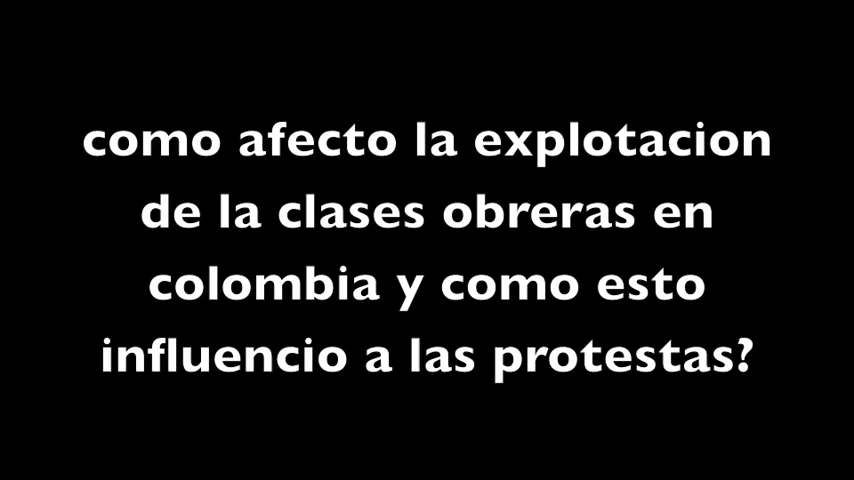 como afecto la explotacion
de la clases obreras en
colombia y como esto
influencio a las protestas?